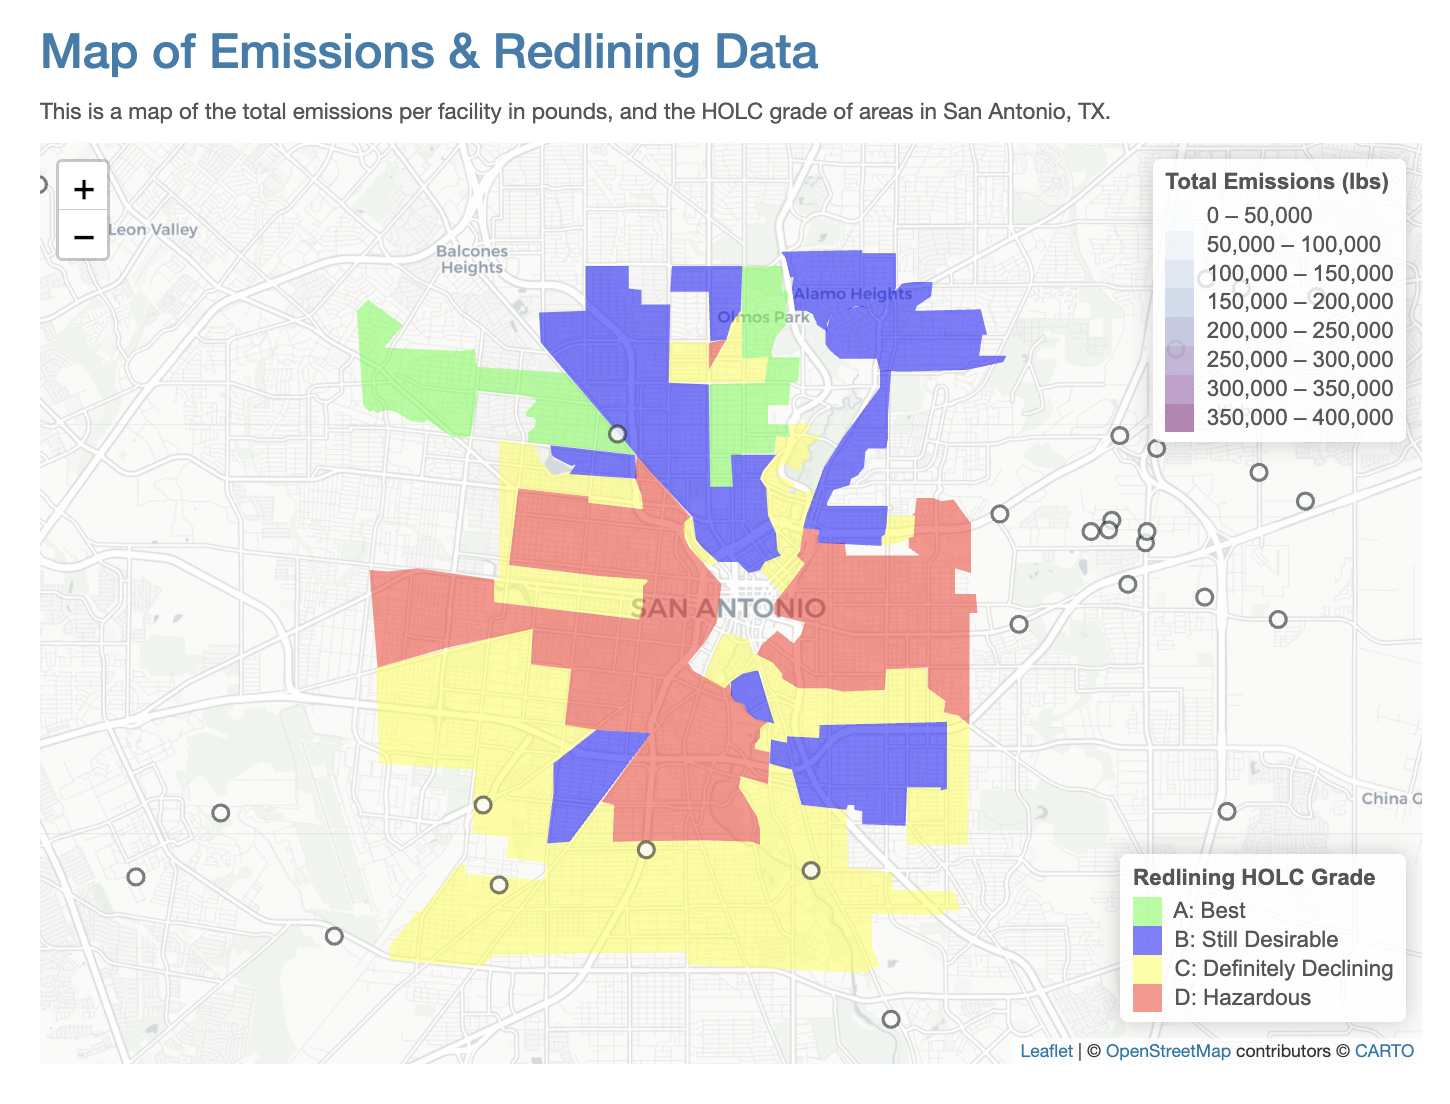 Map of Emissions & Redlining Data
This is a map of the total emissions per facility in pounds, and the HOLC grade of areas in San Antonio, TX.
+
−
Leon Valley
Balcones
Heights
Alamo Heights
Olmos Park
SAN ANTONIO
China G
Total Emissions (lbs)
0 – 50,000
50,000 – 100,000
100,000 – 150,000
150,000 – 200,000
200,000 – 250,000
250,000 – 300,000
300,000 – 350,000
350,000 – 400,000
Redlining HOLC Grade
A: Best
B: Still Desirable
C: Definitely Declining
D: Hazardous
Leaflet | © OpenStreetMap contributors © CARTO